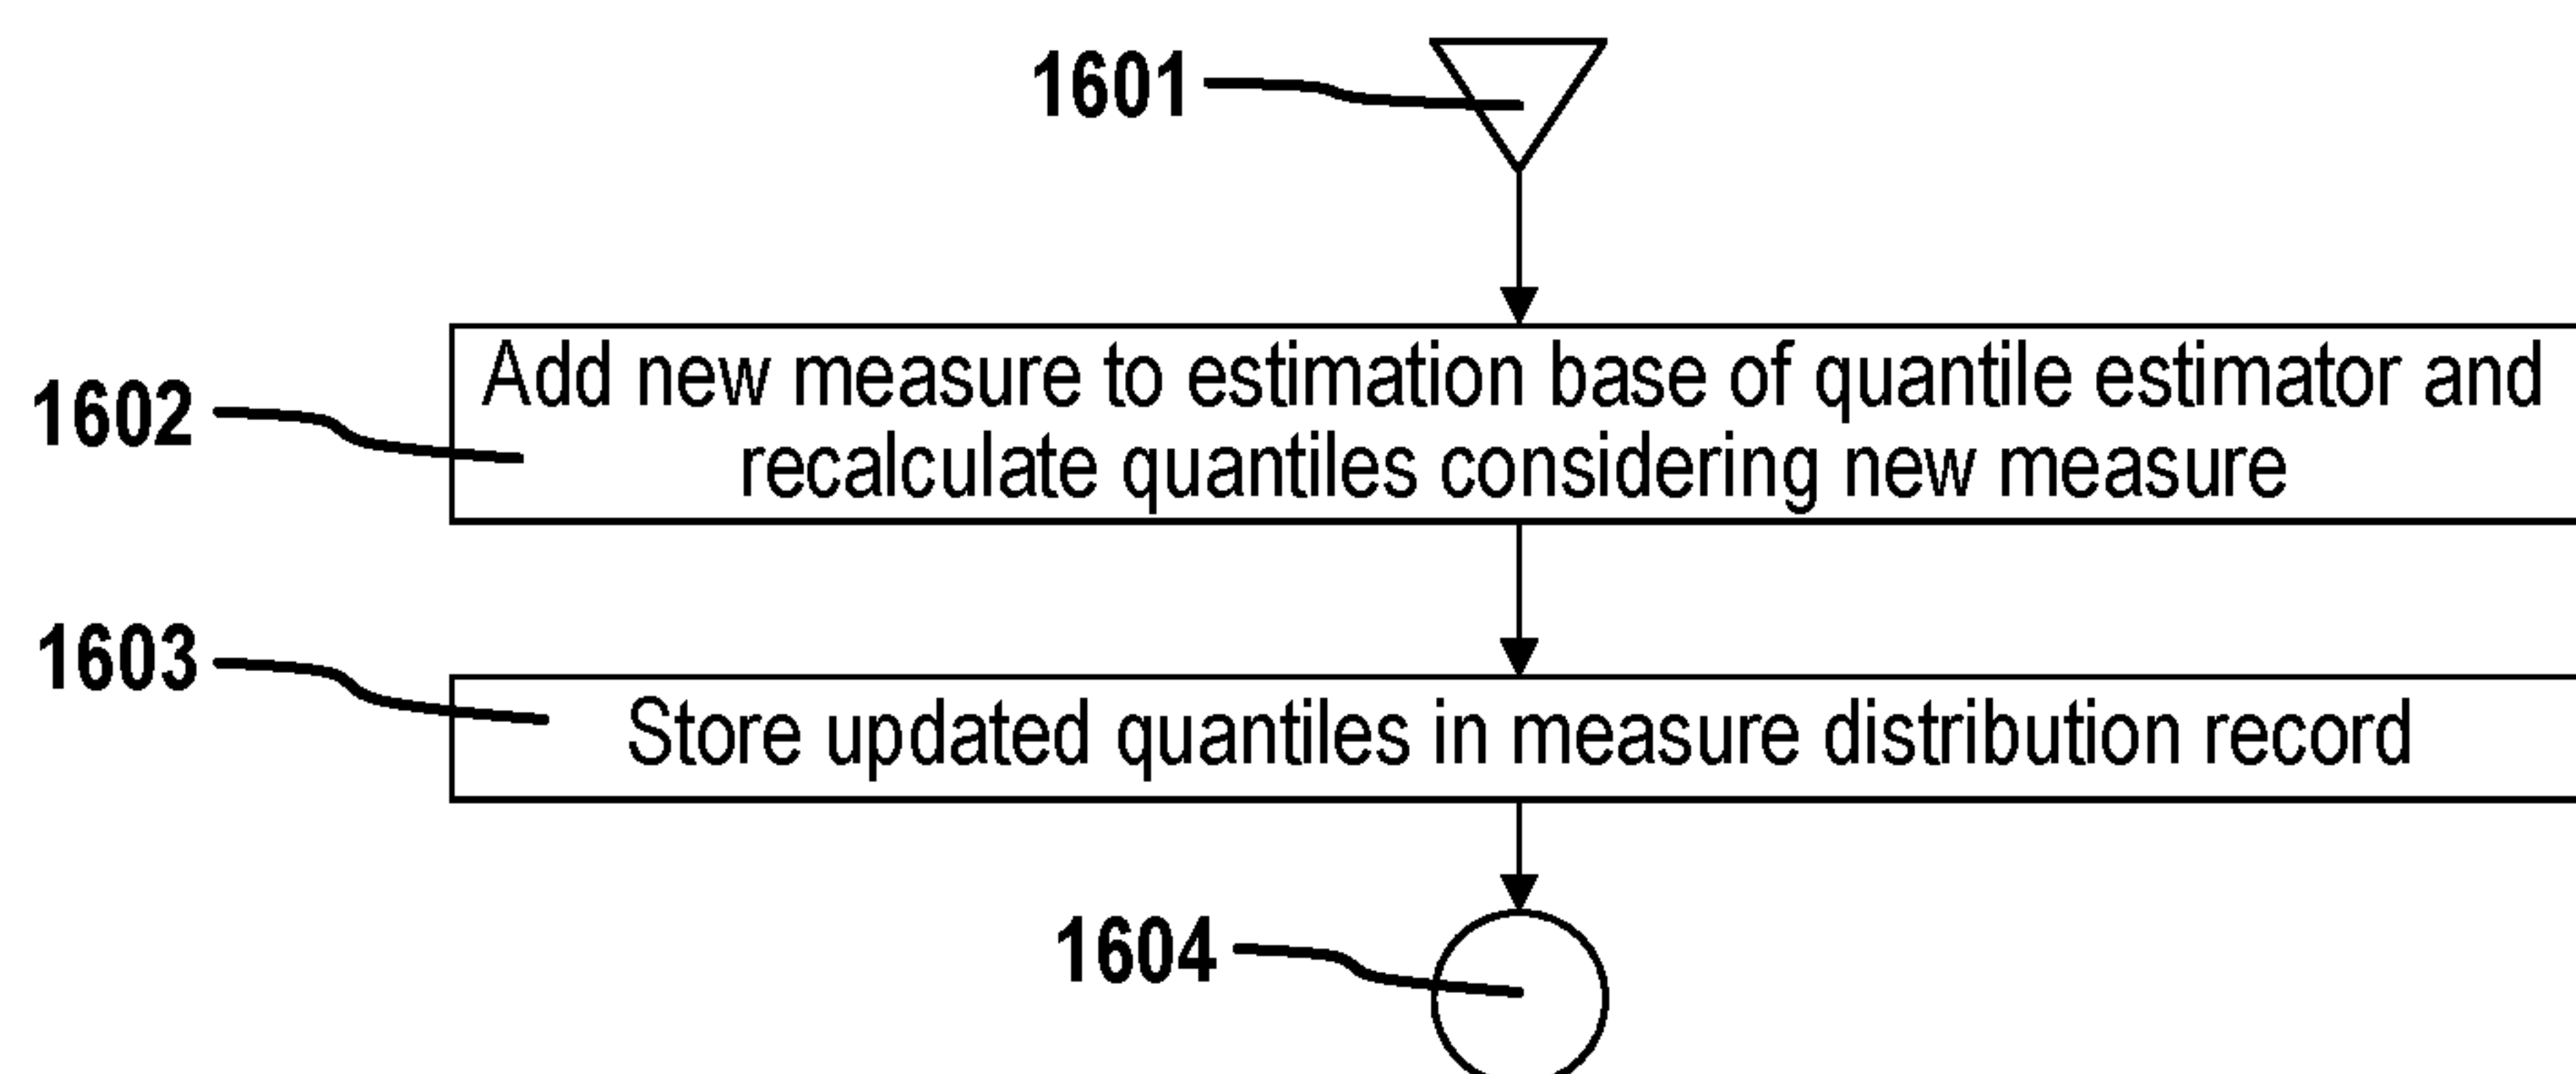 1601
Add new measure to estimation base of quantile estimator and
1602
recalculate quantiles considering new measure
1603
Store updated quantiles in measure distribution record
1604